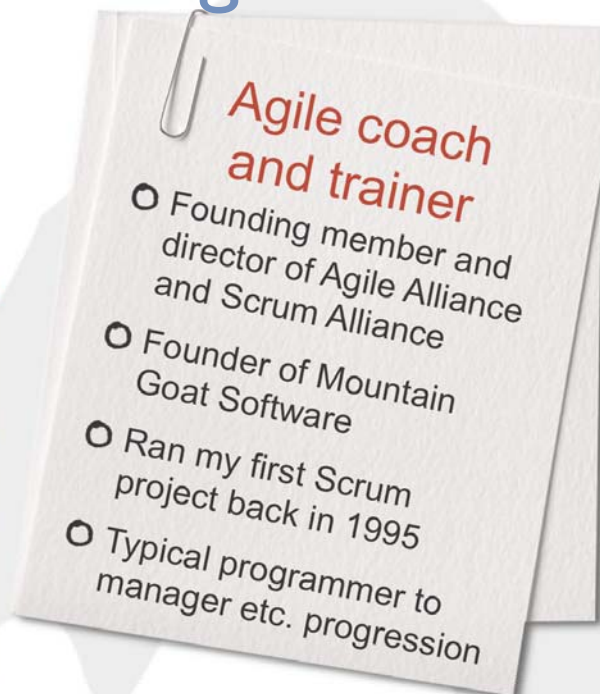 Agile coach
and trainer
Founding member and
director of Agile Alliance
and Scrum Alliance
Founder of Mountain
Goat Software
Ran my first Scrum
project back in 1995
Typical programmer to
manager etc. progression